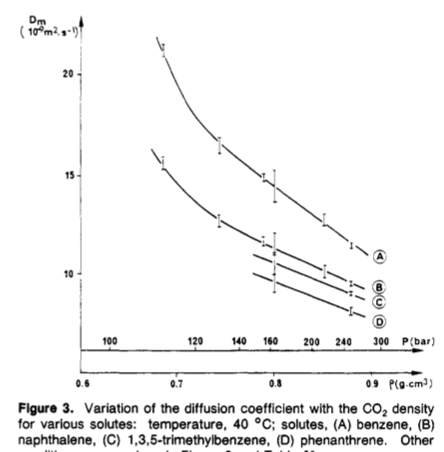 Dm
( 10⁻⁹m². s⁻¹)
20
15
10
A
B
C
D
100 120 140 160 200 240 300 P(bar)
0.6 0.7 0.8 0.9 ρ(g.cm³)
Figure 3. Variation of the diffusion coefficient with the CO₂ density
for various solutes: temperature, 40 °C; solutes, (A) benzene, (B)
naphthalene, (C) 1,3,5-trimethylbenzene, (D) phenanthrene. Other